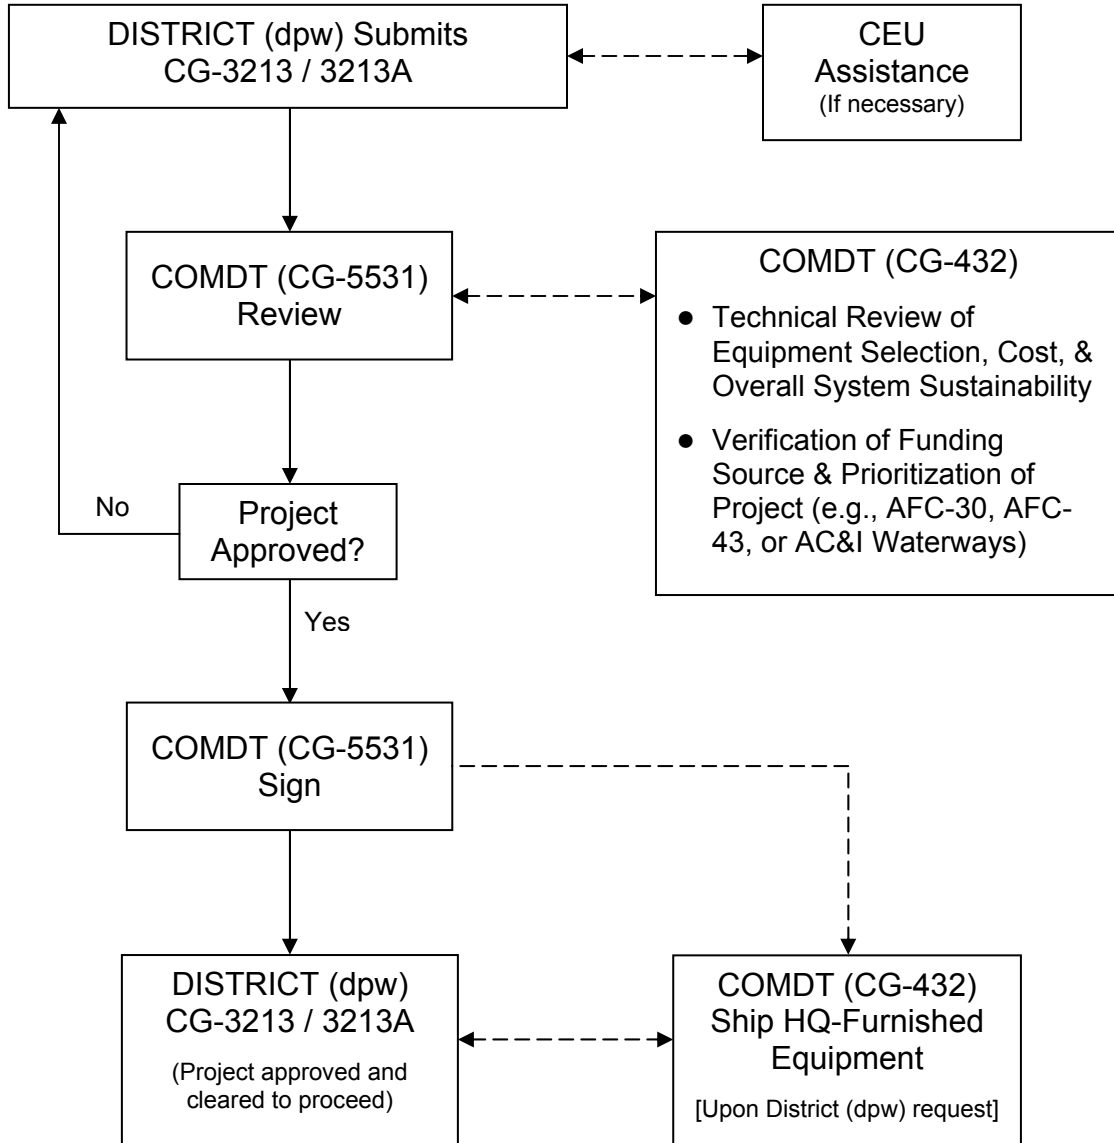 DISTRICT (dpw) Submits
CG-3213 / 3213A
CEU
Assistance
(If necessary)
COMDT (CG-5531)
Review
COMDT (CG-432)
● Technical Review of
Equipment Selection, Cost, &
Overall System Sustainability
● Verification of Funding
Source & Prioritization of
Project (e.g., AFC-30, AFC-
43, or AC&I Waterways)
No
Project
Approved?
Yes
COMDT (CG-5531)
Sign
DISTRICT (dpw)
CG-3213 / 3213A
(Project approved and
cleared to proceed)
COMDT (CG-432)
Ship HQ-Furnished
Equipment
[Upon District (dpw) request]